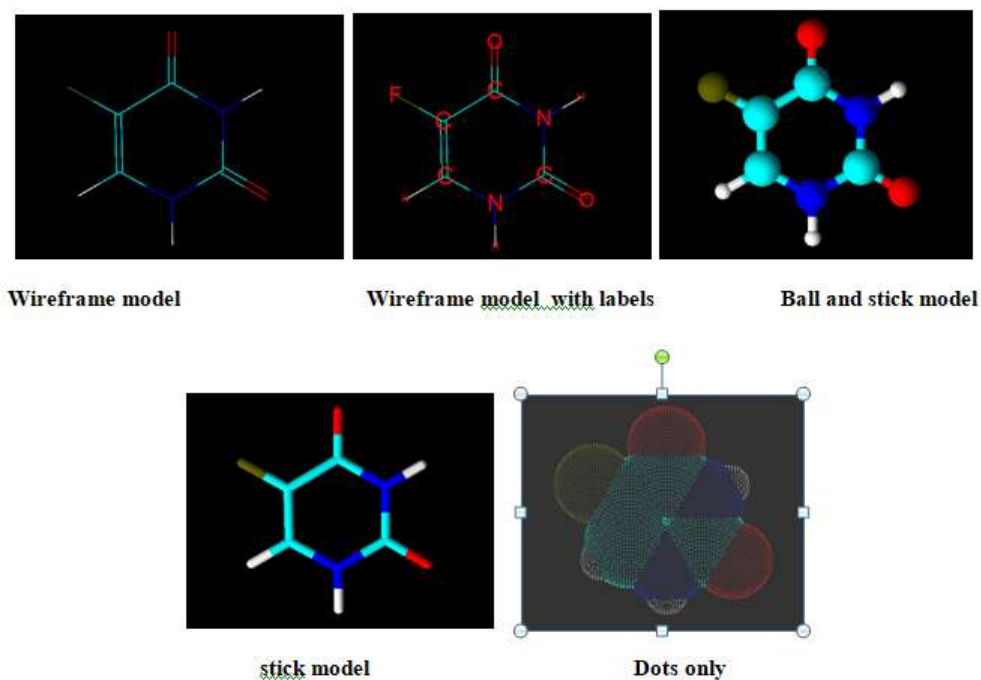 O
F C
C N H
C C
H N O
H
Wireframe model Wireframe model with labels Ball and stick model
stick model Dots only